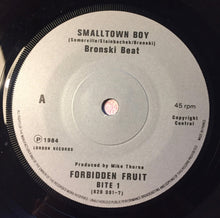 SMALLTOWN BOY
(Somerville/Steinbachek/Bronski)
Bronski Beat
A
45 rpm
℗ 1984
LONDON RECORDS
Copyright
Control
Produced by Mike Thorne
FORBIDDEN FRUIT
BITE 1